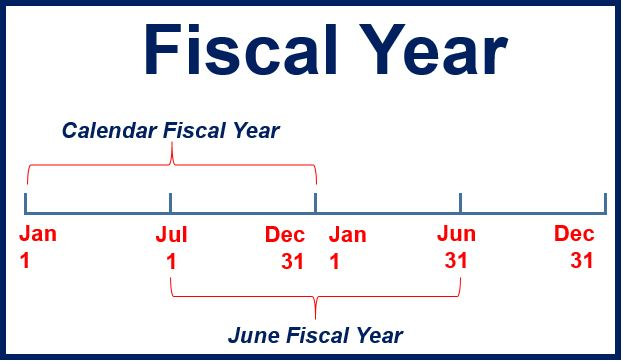 Fiscal Year
Calendar Fiscal Year
Jan Jul Dec Jan Jun Dec
1 1 31 1 31 31
June Fiscal Year